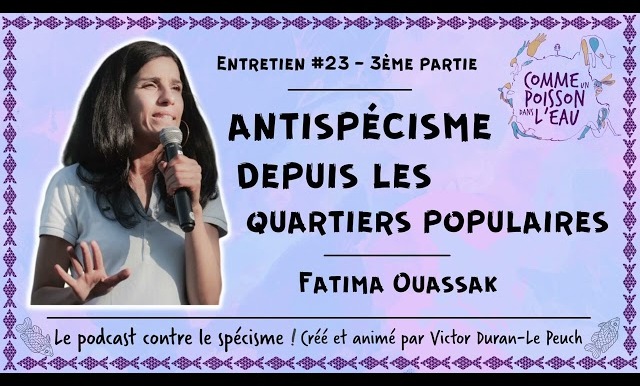 ENTRETIEN #23 – 3ÈME PARTIE
COMME UN
POISSON
DANS L'EAU
ANTISPÉCISME
DEPUIS LES
QUARTIERS POPULAIRES
FATIMA OUASSAK
Le podcast contre le spécisme ! Créé et animé par Victor Duran-Le Peuch